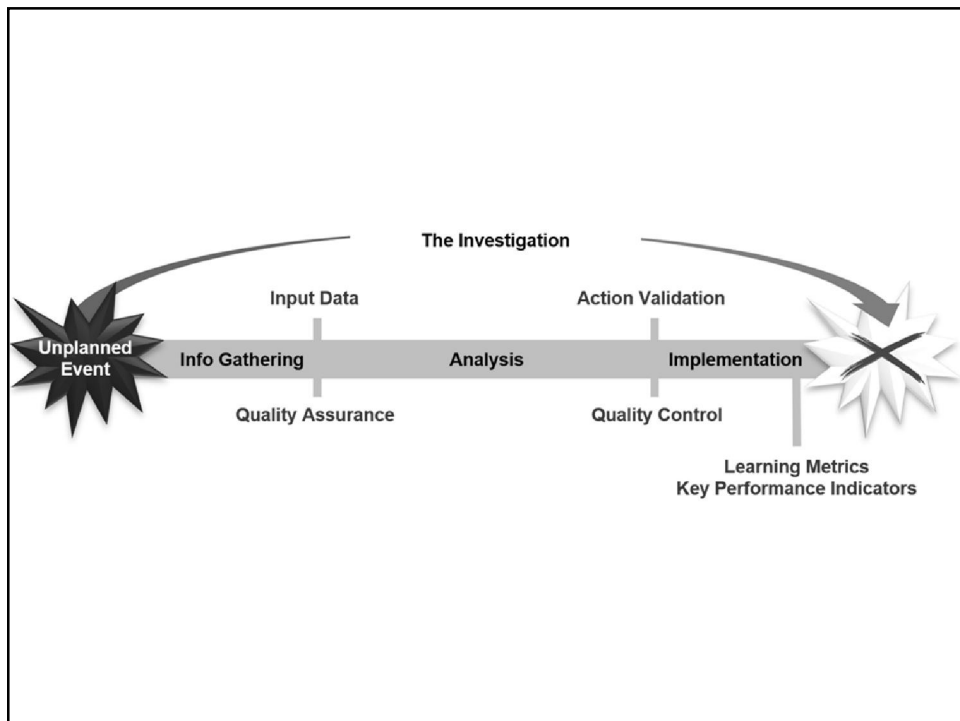 The Investigation
Input Data
Action Validation
Unplanned
Event
Info Gathering
Analysis
Implementation
Quality Assurance
Quality Control
Learning Metrics
Key Performance Indicators